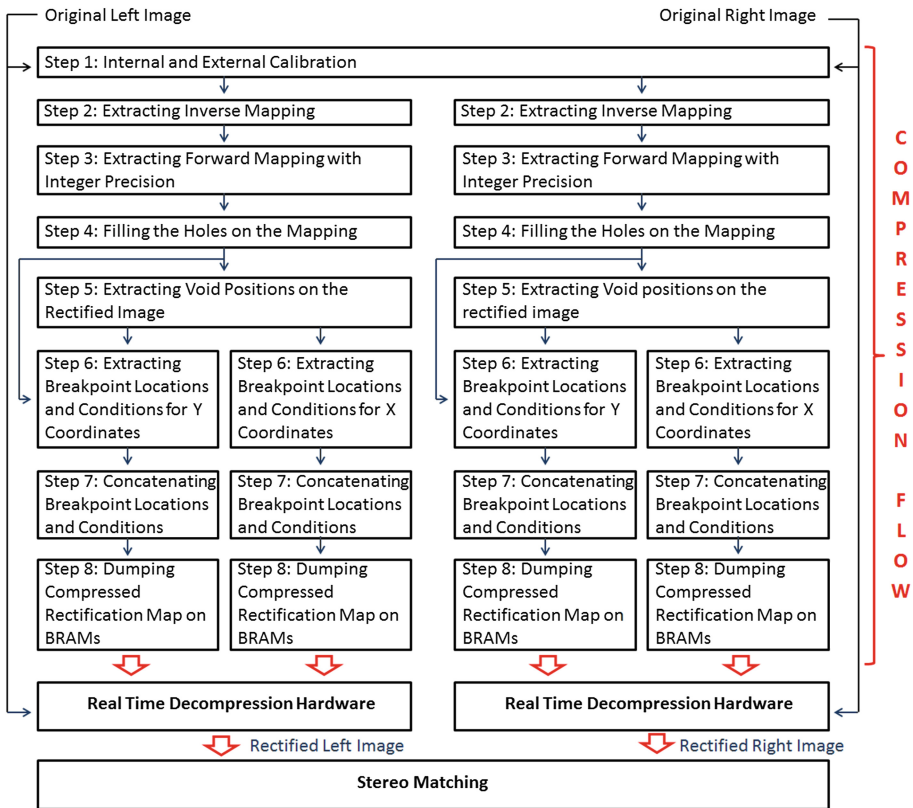 Original Left Image
Original Right Image
Step 1: Internal and External Calibration
Step 2: Extracting Inverse Mapping
Step 2: Extracting Inverse Mapping
Step 3: Extracting Forward Mapping with
Integer Precision
Step 3: Extracting Forward Mapping with
Integer Precision
Step 4: Filling the Holes on the Mapping
Step 4: Filling the Holes on the Mapping
Step 5: Extracting Void Positions on the
Rectified Image
Step 5: Extracting Void positions on the
rectified image
Step 6: Extracting
Breakpoint Locations
and Conditions for Y
Coordinates
Step 6: Extracting
Breakpoint Locations
and Conditions for X
Coordinates
Step 6: Extracting
Breakpoint Locations
and Conditions for Y
Coordinates
Step 6: Extracting
Breakpoint Locations
and Conditions for X
Coordinates
Step 7: Concatenating
Breakpoint Locations
and Conditions
Step 7: Concatenating
Breakpoint Locations
and Conditions
Step 7: Concatenating
Breakpoint Locations
and Conditions
Step 7: Concatenating
Breakpoint Locations
and Conditions
Step 8: Dumping
Compressed
Rectification Map on
BRAMs
Step 8: Dumping
Compressed
Rectification Map on
BRAMs
Step 8: Dumping
Compressed
Rectification Map on
BRAMs
Step 8: Dumping
Compressed
Rectification Map on
BRAMs
COMPRESSION FLOW
Real Time Decompression Hardware
Real Time Decompression Hardware
Rectified Left Image
Rectified Right Image
Stereo Matching